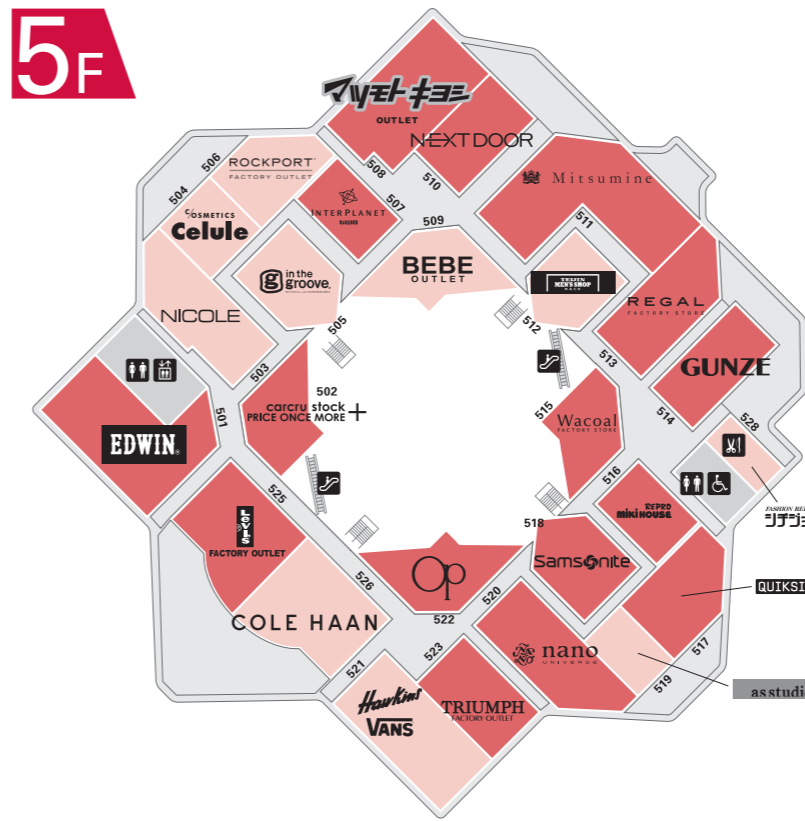 5F
マツモトキヨシ
OUTLET
NEXT DOOR
ROCKPORT
FACTORY OUTLET
506
508
510
504
507
INTERPLANET
COSMETICS
Celule
Mitsumine
511
509
BEBE
OUTLET
in the
groove.
TEIJIN
MEN'S SHOP
NICOLE
REGAL
FACTORY STORE
505
512
513
503
GUNZE
502
carcru stock
PRICE ONCE MORE
515
Wacoal
FACTORY STORE
514
528
501
EDWIN
516
525
518
REPRO
MIKIHOUSE
Levi's
FACTORY OUTLET
Samsonite
Op
526
520
522
COLE HAAN
nano
UNIVERSE
517
519
521
523
Hawkins
VANS
TRIUMPH
FACTORY OUTLET